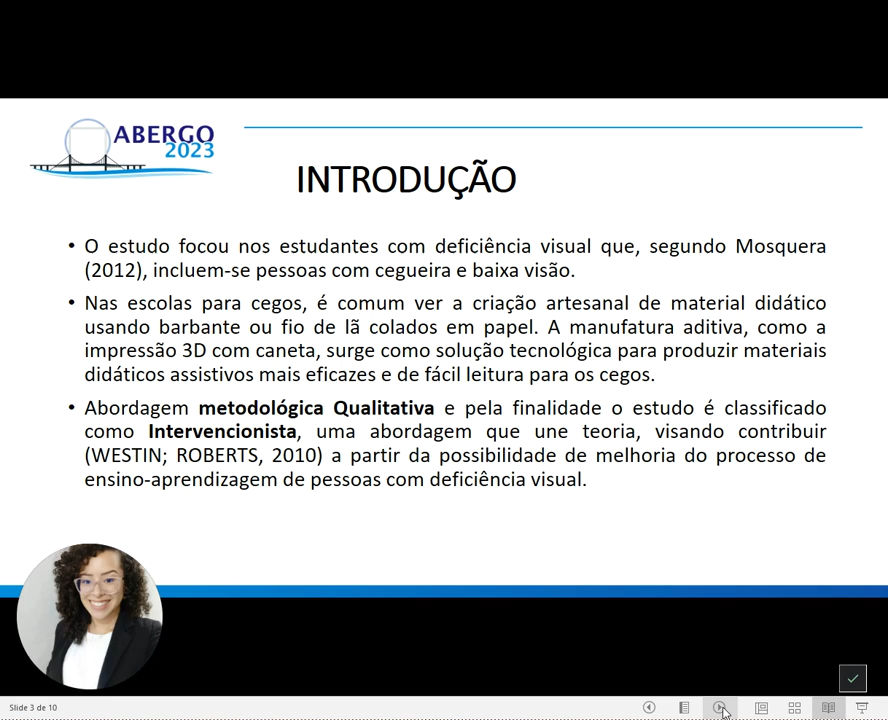 ABERGO
2023
INTRODUÇÃO
• O estudo focou nos estudantes com deficiência visual que, segundo Mosquera
(2012), incluem-se pessoas com cegueira e baixa visão.
• Nas escolas para cegos, é comum ver a criação artesanal de material didático
usando barbante ou fio de lã colados em papel. A manufatura aditiva, como a
impressão 3D com caneta, surge como solução tecnológica para produzir materiais
didáticos assistivos mais eficazes e de fácil leitura para os cegos.
• Abordagem metodológica Qualitativa e pela finalidade o estudo é classificado
como Intervencionista, uma abordagem que une teoria, visando contribuir
(WESTIN; ROBERTS, 2010) a partir da possibilidade de melhoria do processo de
ensino-aprendizagem de pessoas com deficiência visual.
Slide 3 de 10